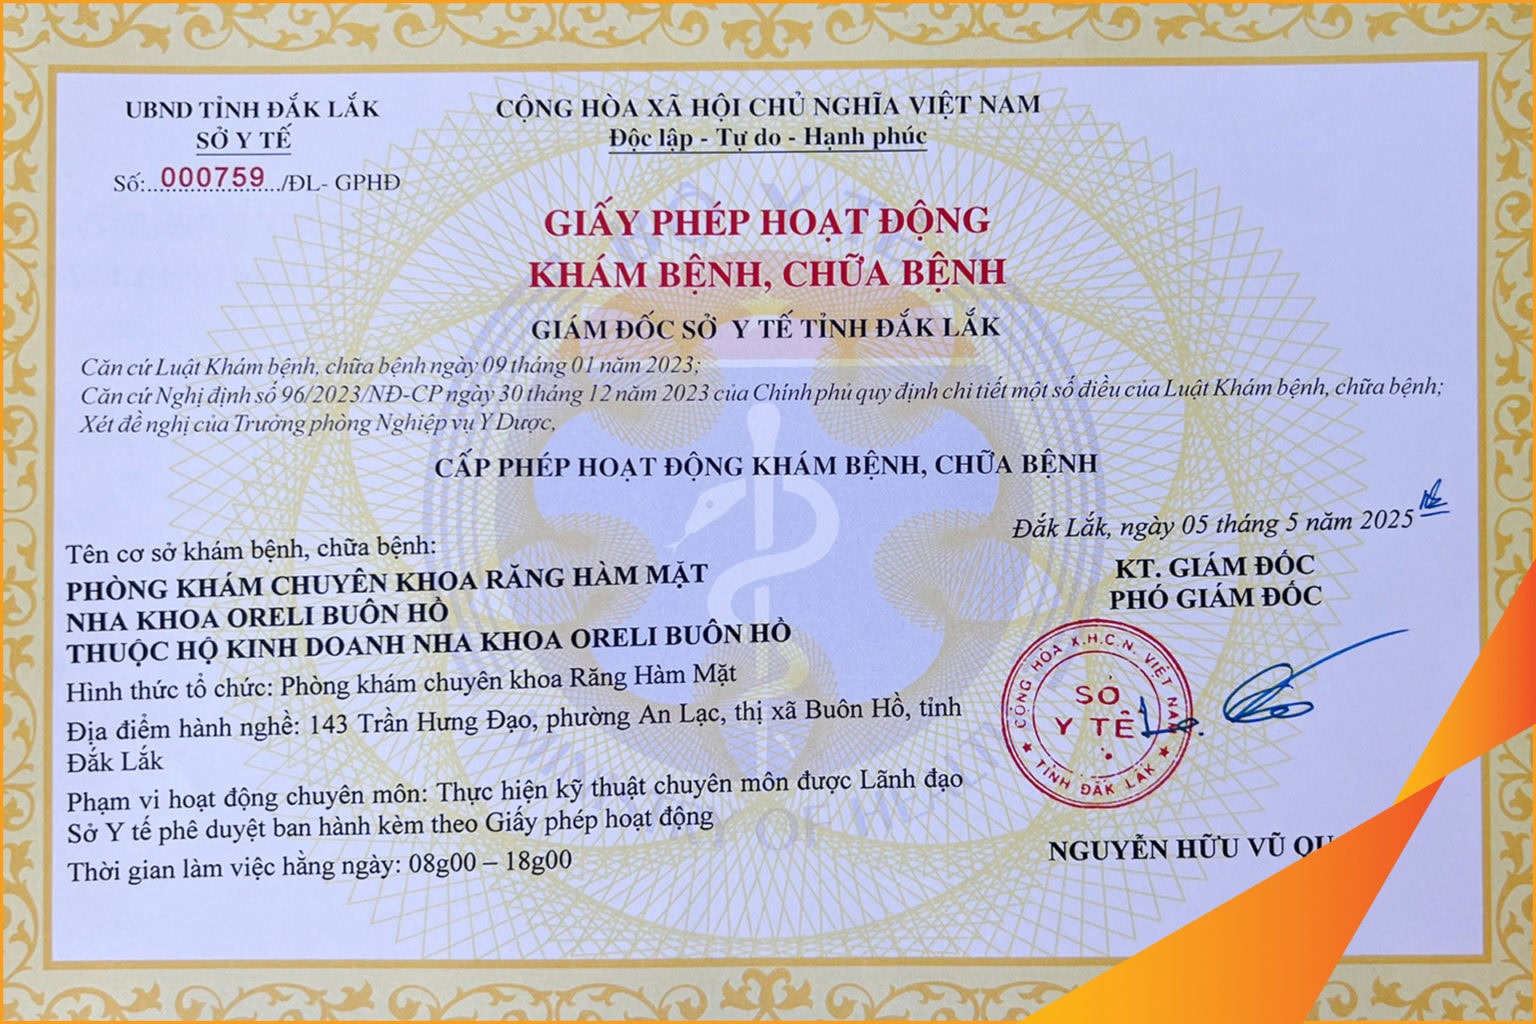 UBND TỈNH ĐẮK LẮK
SỞ Y TẾ
Số:..000759../ĐL- GPHĐ
CỘNG HÒA XÃ HỘI CHỦ NGHĨA VIỆT NAM
Độc lập - Tự do - Hạnh phúc
GIẤY PHÉP HOẠT ĐỘNG
KHÁM BỆNH, CHỮA BỆNH
GIÁM ĐỐC SỞ Y TẾ TỈNH ĐẮK LẮK
Căn cứ Luật Khám bệnh, chữa bệnh ngày 09 tháng 01 năm 2023;
Căn cứ Nghị định số 96/2023/NĐ-CP ngày 30 tháng 12 năm 2023 của Chính phủ quy định chi tiết một số điều của Luật Khám bệnh, chữa bệnh;
Xét đề nghị của Trưởng phòng Nghiệp vụ Y Dược,
CẤP PHÉP HOẠT ĐỘNG KHÁM BỆNH, CHỮA BỆNH
Tên cơ sở khám bệnh, chữa bệnh:
PHÒNG KHÁM CHUYÊN KHOA RĂNG HÀM MẶT
NHA KHOA ORELI BUÔN HỒ
THUỘC HỘ KINH DOANH NHA KHOA ORELI BUÔN HỒ
Hình thức tổ chức: Phòng khám chuyên khoa Răng Hàm Mặt
Địa điểm hành nghề: 143 Trần Hưng Đạo, phường An Lạc, thị xã Buôn Hồ, tỉnh
Đắk Lắk
Phạm vi hoạt động chuyên môn: Thực hiện kỹ thuật chuyên môn được Lãnh đạo
Sở Y tế phê duyệt ban hành kèm theo Giấy phép hoạt động
Thời gian làm việc hằng ngày: 08g00 – 18g00
Đắk Lắk, ngày 05 tháng 5 năm 2025
KT. GIÁM ĐỐC
PHÓ GIÁM ĐỐC
CỘNG HÒA X.H.C.N. VIỆT NAM
SỞ
Y TẾ
TỈNH ĐẮK LẮK
NGUYỄN HỮU VŨ
BỘ Y TẾ
MINISTRY OF HEALTH